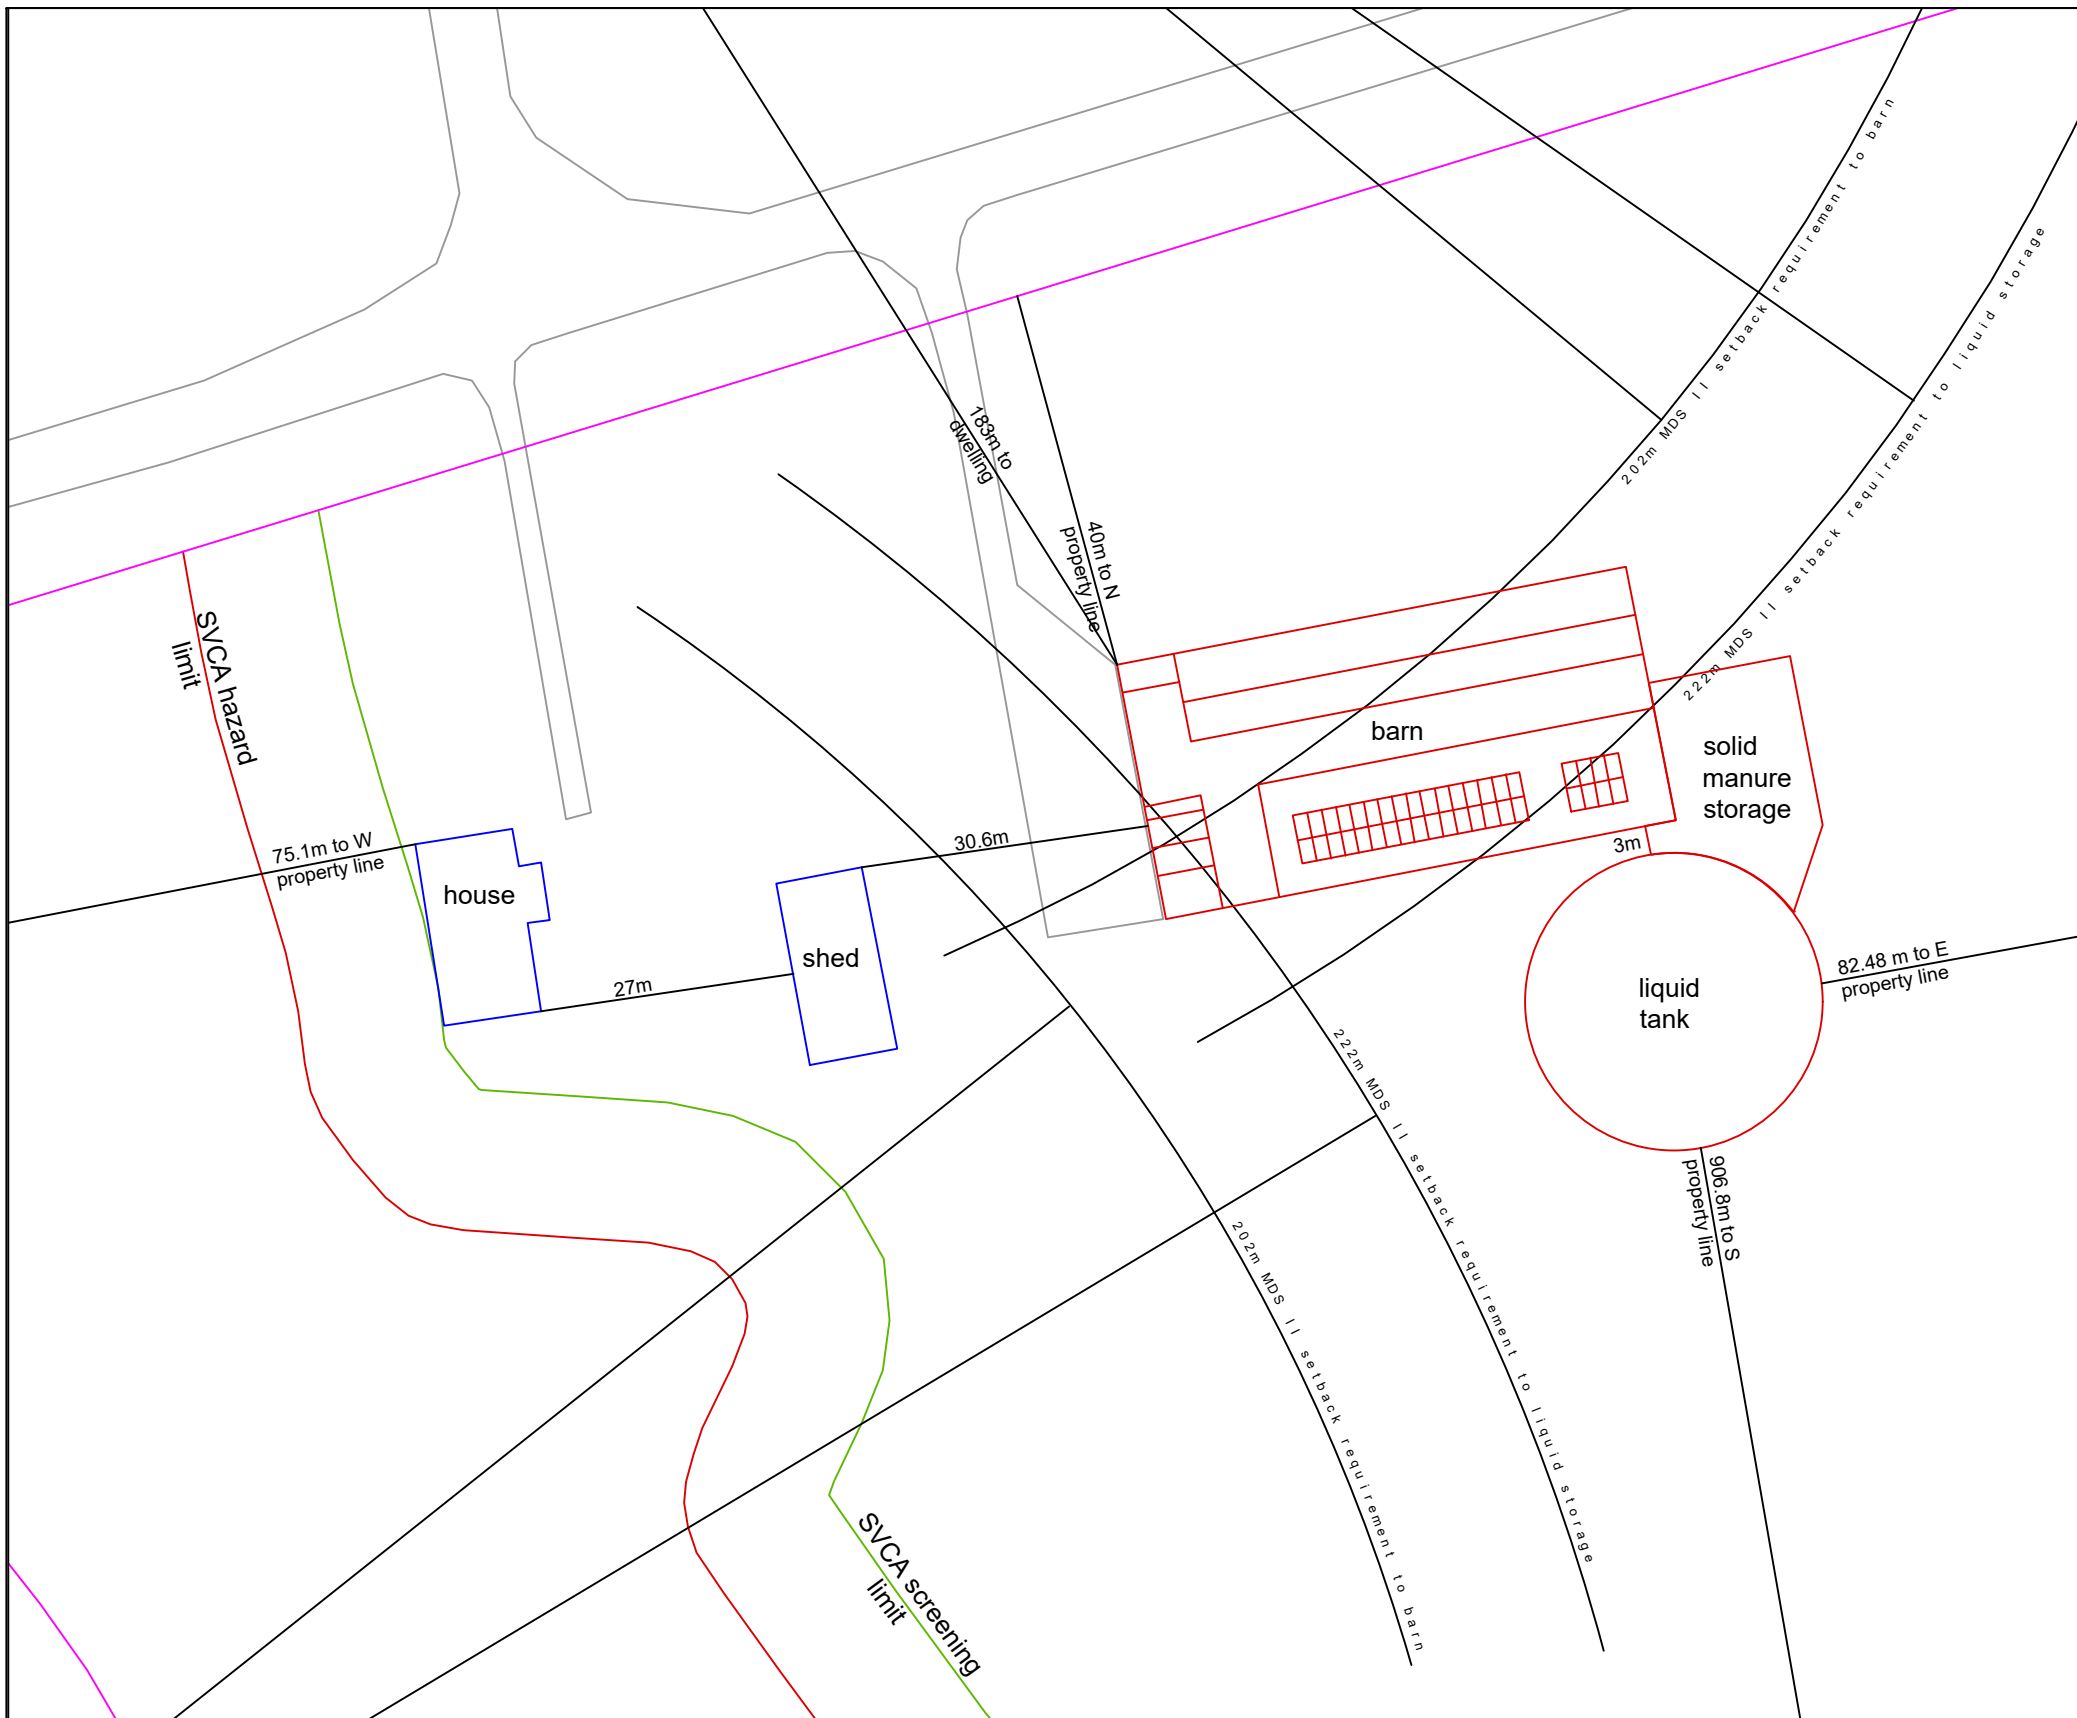 202m MDS II setback requirement to barn
222m MDS II setback requirement to liquid storage
183m to
dwelling
40m to N
property line
SVCA hazard
limit
barn
solid
manure
storage
75.1m to W
property line
house
30.6m
3m
shed
27m
82.48 m to E
property line
liquid
tank
222m MDS II setback requirement to liquid storage
906.8m to S
property line
202m MDS II setback requirement to barn
SVCA screening
limit